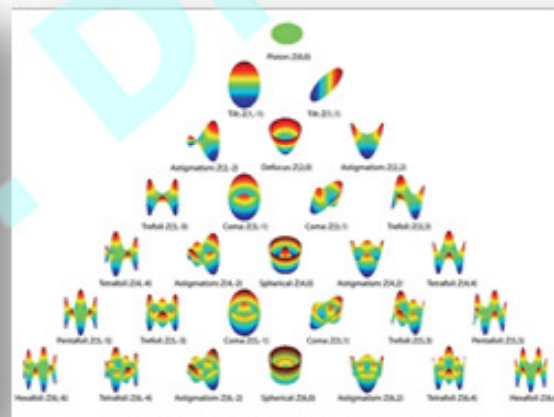 Piston Z(0,0)
Tilt, Z(1,-1) Tilt, Z(1,1)
Astigmatism Z(2,-2) Defocus Z(2,0) Astigmatism Z(2,2)
Trefoil Z(3,-3) Coma Z(3,-1) Coma Z(3,1) Trefoil Z(3,3)
Tetrafoil Z(4,-4) Astigmatism Z(4,-2) Spherical Z(4,0) Astigmatism Z(4,2) Tetrafoil Z(4,4)
Pentafoil Z(5,-5) Trefoil Z(5,-3) Coma Z(5,-1) Coma Z(5,1) Trefoil Z(5,3) Pentafoil Z(5,5)
Hexafoil Z(6,-6) Tetrafoil Z(6,-4) Astigmatism Z(6,-2) Spherical Z(6,0) Astigmatism Z(6,2) Tetrafoil Z(6,4) Hexafoil